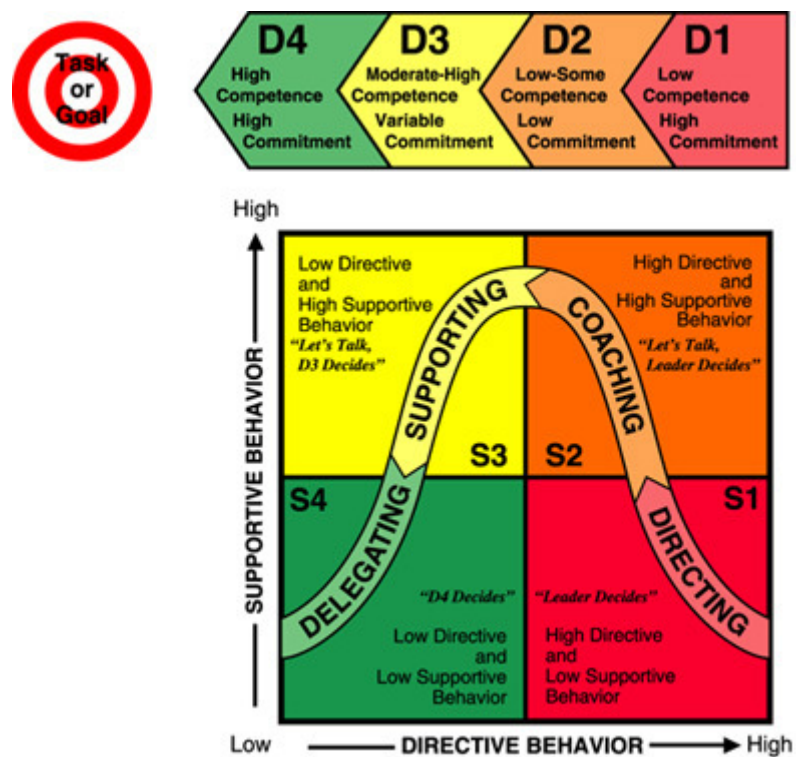 Task
or
Goal
D4
High
Competence
High
Commitment
D3
Moderate-High
Competence
Variable
Commitment
D2
Low-Some
Competence
Low
Commitment
D1
Low
Competence
High
Commitment
High
SUPPORTIVE BEHAVIOR
Low Directive
and
High Supportive
Behavior
“Let's Talk,
D3 Decides”
SUPPORTING
S3
High Directive
and
High Supportive
Behavior
“Let's Talk,
Leader Decides”
COACHING
S2
S4
DELEGATING
“D4 Decides”
Low Directive
and
Low Supportive
Behavior
S1
DIRECTING
“Leader Decides”
High Directive
and
Low Supportive
Behavior
Low
DIRECTIVE BEHAVIOR
High